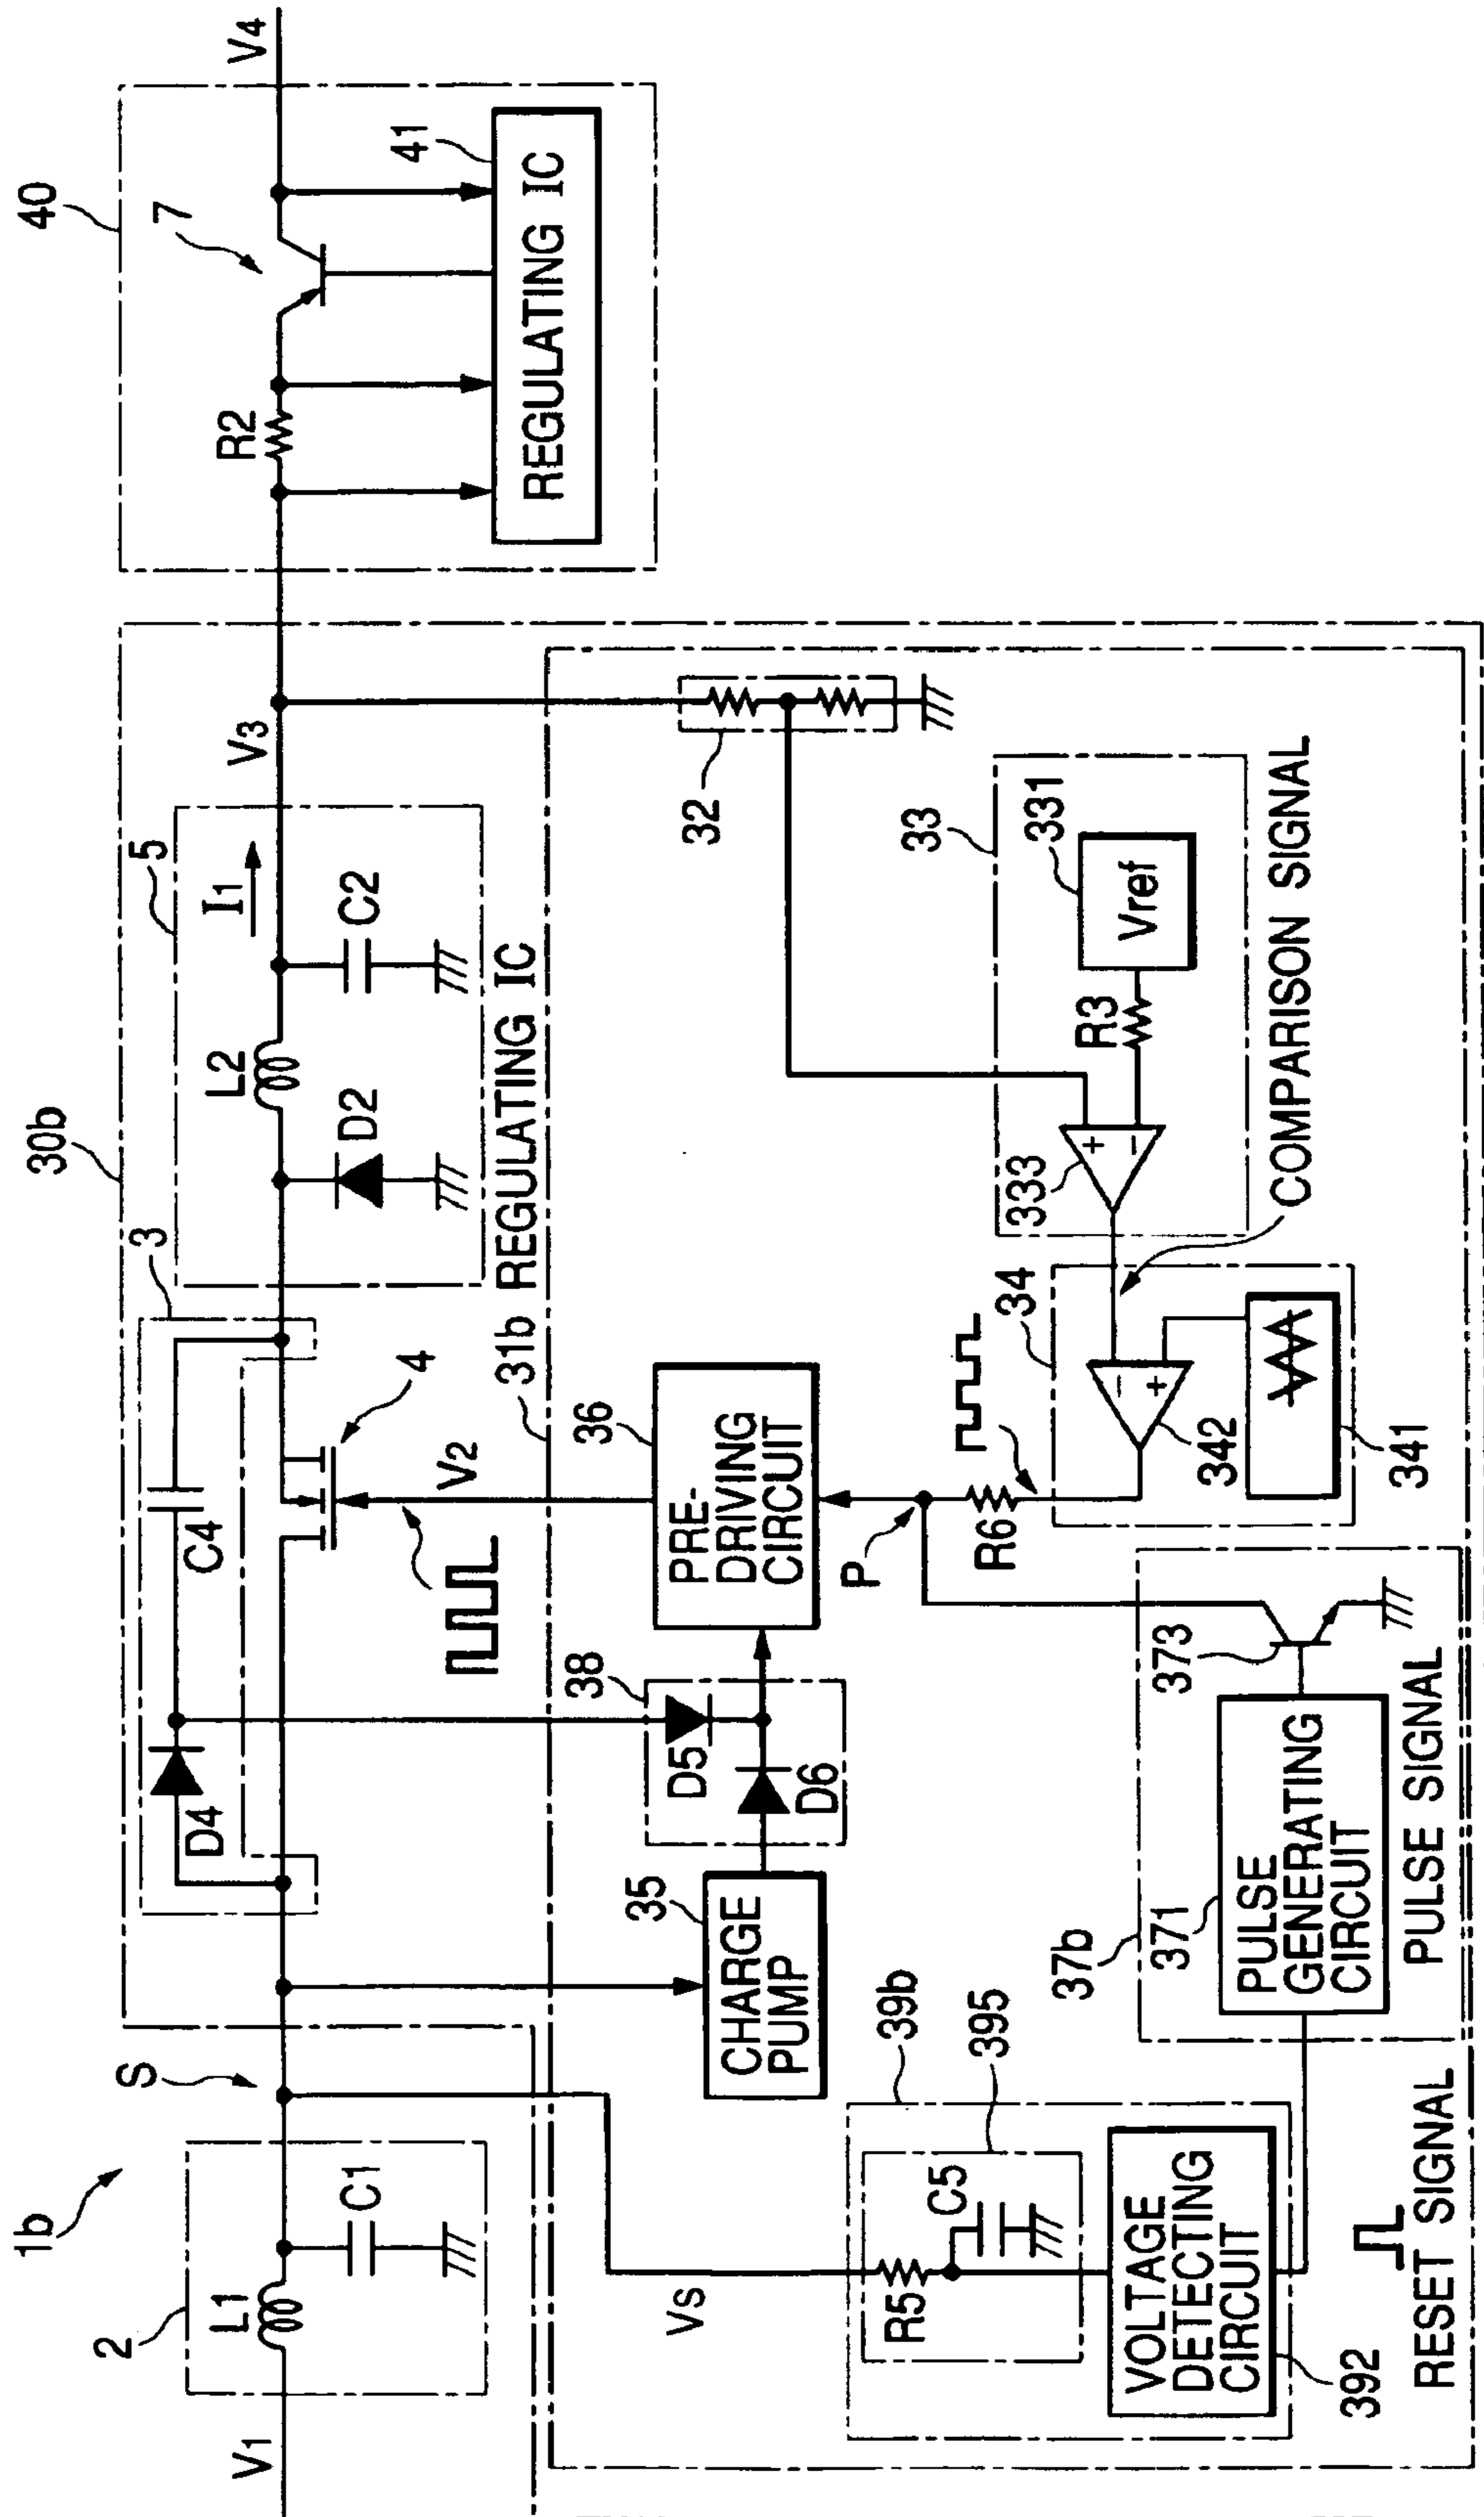 1b
V1
2
L1
C1
S
30b
3
D4
C4
4
V2
5
L2
D2
C2
I1
V3
40
R2
7
V4
41
REGULATING IC
31b REGULATING IC
35
CHARGE
PUMP
38
D5
D6
36
PRE-
DRIVING
CIRCUIT
32
P
R6
34
342
341
33
333
R3
331
Vref
COMPARISON SIGNAL
VS
39b
395
R5
C5
VOLTAGE
DETECTING
CIRCUIT
392
RESET SIGNAL
37b
371
PULSE
GENERATING
CIRCUIT
373
PULSE SIGNAL